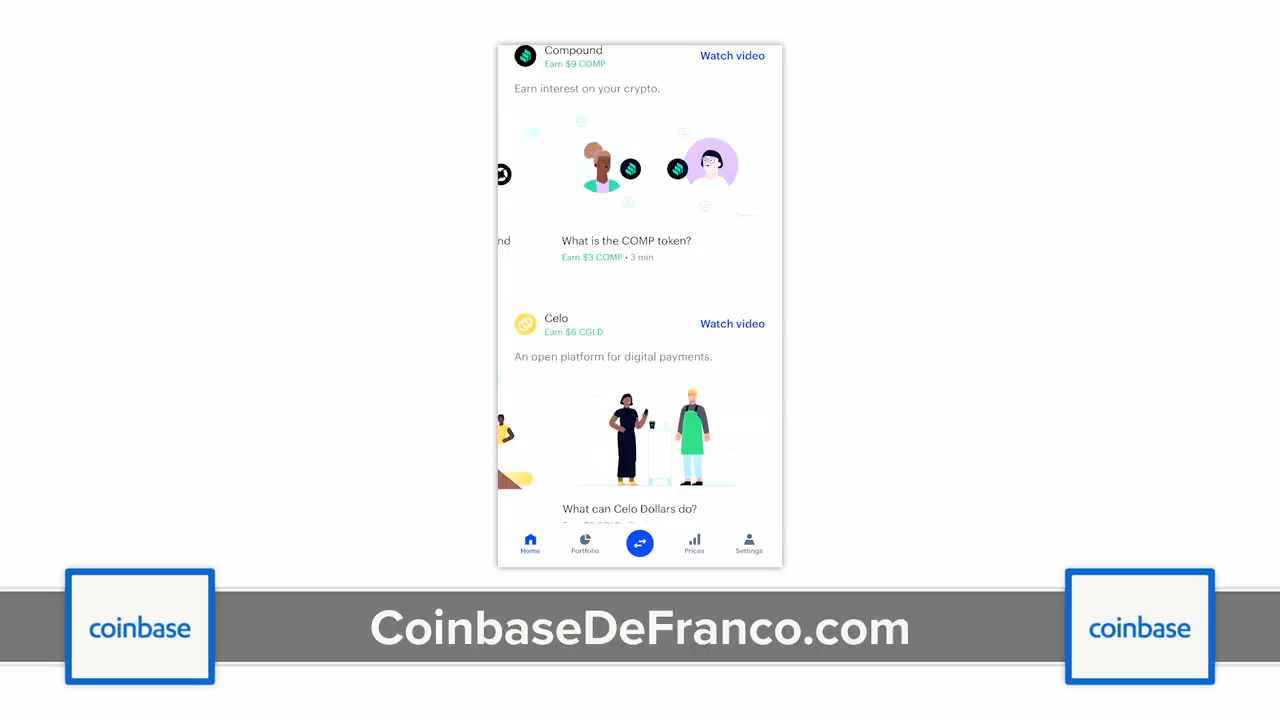 Compound
Watch video
Earn $9 COMP
Earn interest on your crypto.
nd
What is the COMP token?
Earn $3 COMP • 3 min
Celo
Watch video
Earn $6 CGLD
An open platform for digital payments.
What can Celo Dollars do?
Home
Portfolio
Prices
Settings
coinbase
CoinbaseDeFranco.com
coinbase